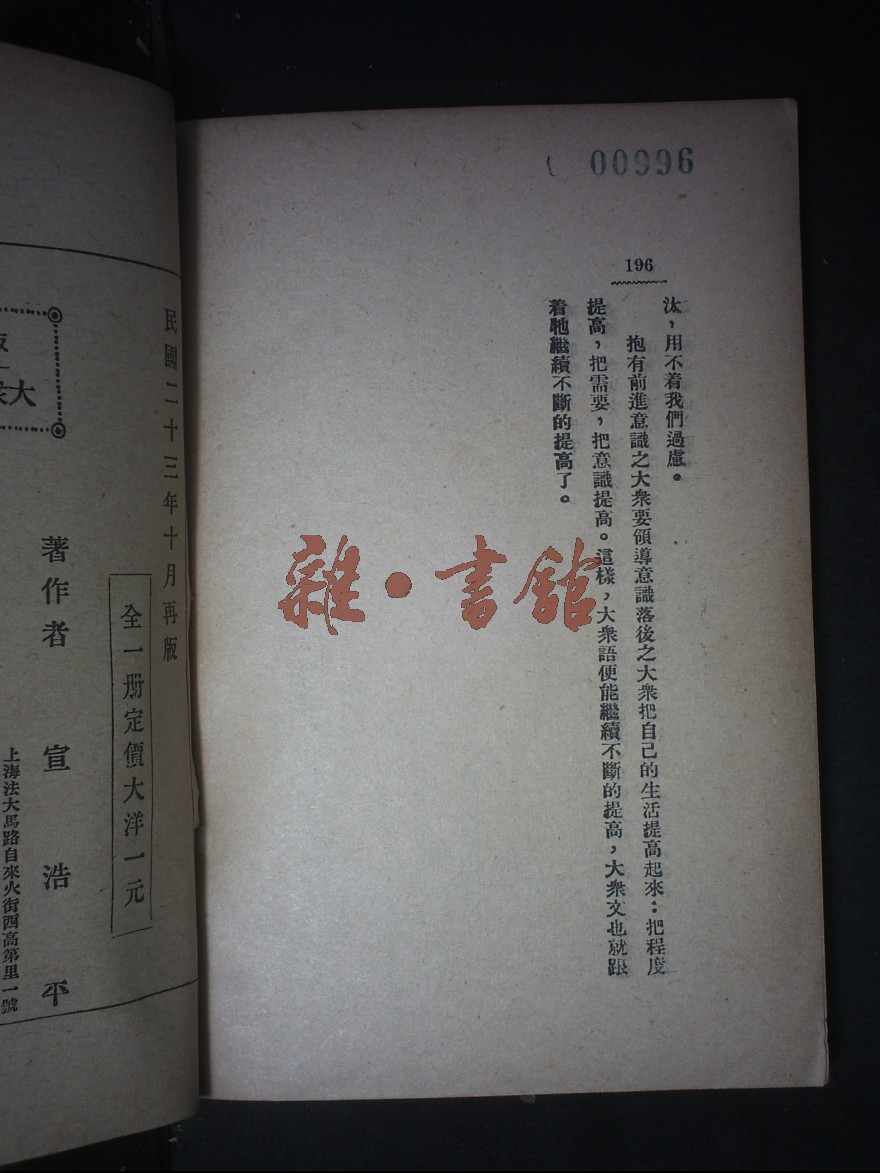 00996
196
汰，用不着我們過慮。
抱有前進意識之大衆要領導意識落後之大衆把自己的生活提高起來：把程度
提高，把需要，把意識提高。這樣，大衆語便能繼續不斷的提高，大衆文也就跟
着牠繼續不斷的提高了。
雜·書館
民國二十三年十月再版
全一册定價大洋一元
著作者 宣浩平
上海法大馬路自來火街西高第里一號
大衆